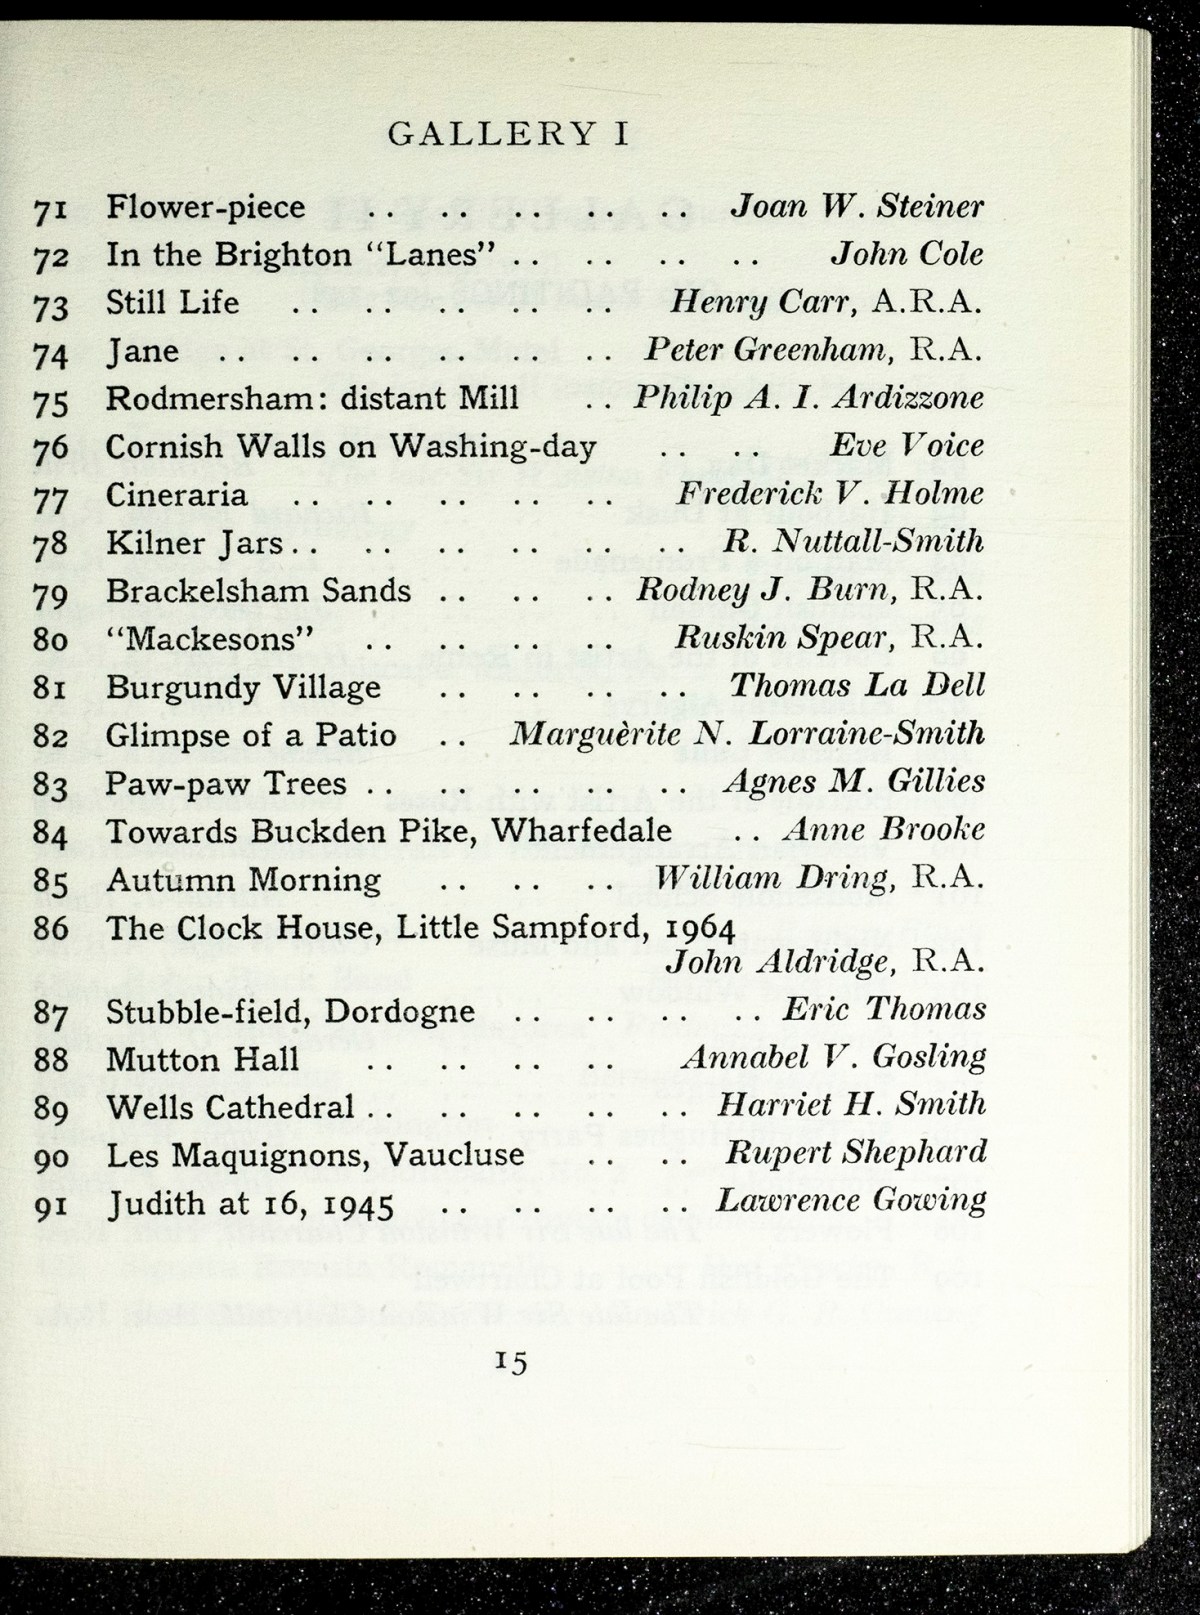 GALLERY I
71 Flower-piece .. .. .. .. .. Joan W. Steiner
72 In the Brighton “Lanes” .. .. .. .. John Cole
73 Still Life .. .. .. .. .. Henry Carr, A.R.A.
74 Jane .. .. .. .. .. .. Peter Greenham, R.A.
75 Rodmersham: distant Mill .. Philip A. I. Ardizzone
76 Cornish Walls on Washing-day .. .. Eve Voice
77 Cineraria .. .. .. .. .. Frederick V. Holme
78 Kilner Jars .. .. .. .. .. .. R. Nuttall-Smith
79 Brackelsham Sands .. .. .. Rodney J. Burn, R.A.
80 “Mackesons” .. .. .. .. Ruskin Spear, R.A.
81 Burgundy Village .. .. .. .. Thomas La Dell
82 Glimpse of a Patio .. Marguèrite N. Lorraine-Smith
83 Paw-paw Trees .. .. .. .. .. Agnes M. Gillies
84 Towards Buckden Pike, Wharfedale .. Anne Brooke
85 Autumn Morning .. .. .. William Dring, R.A.
86 The Clock House, Little Sampford, 1964
John Aldridge, R.A.
87 Stubble-field, Dordogne .. .. .. .. Eric Thomas
88 Mutton Hall .. .. .. .. Annabel V. Gosling
89 Wells Cathedral .. .. .. .. .. Harriet H. Smith
90 Les Maquignons, Vaucluse .. .. Rupert Shephard
91 Judith at 16, 1945 .. .. .. .. Lawrence Gowing
15